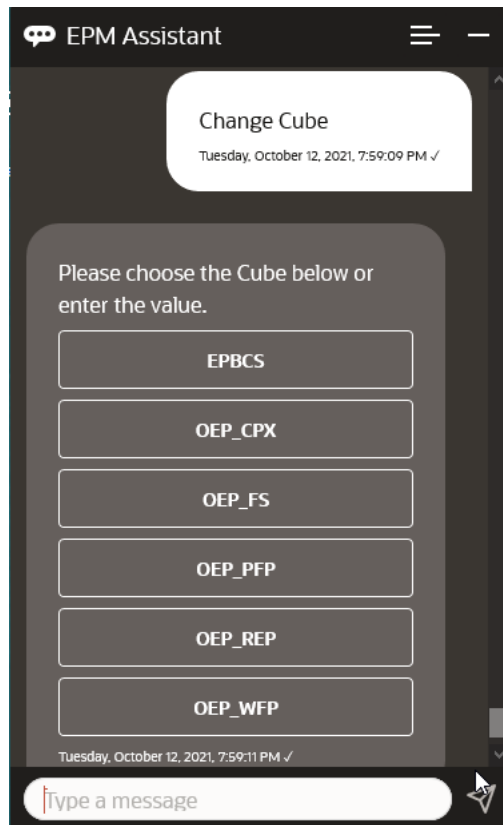 EPM Assistant
Change Cube
Tuesday, October 12, 2021, 7:59:09 PM ✓
Please choose the Cube below or
enter the value.
EPBCS
OEP_CPX
OEP_FS
OEP_PFP
OEP_REP
OEP_WFP
Tuesday, October 12, 2021, 7:59:11 PM ✓
Type a message